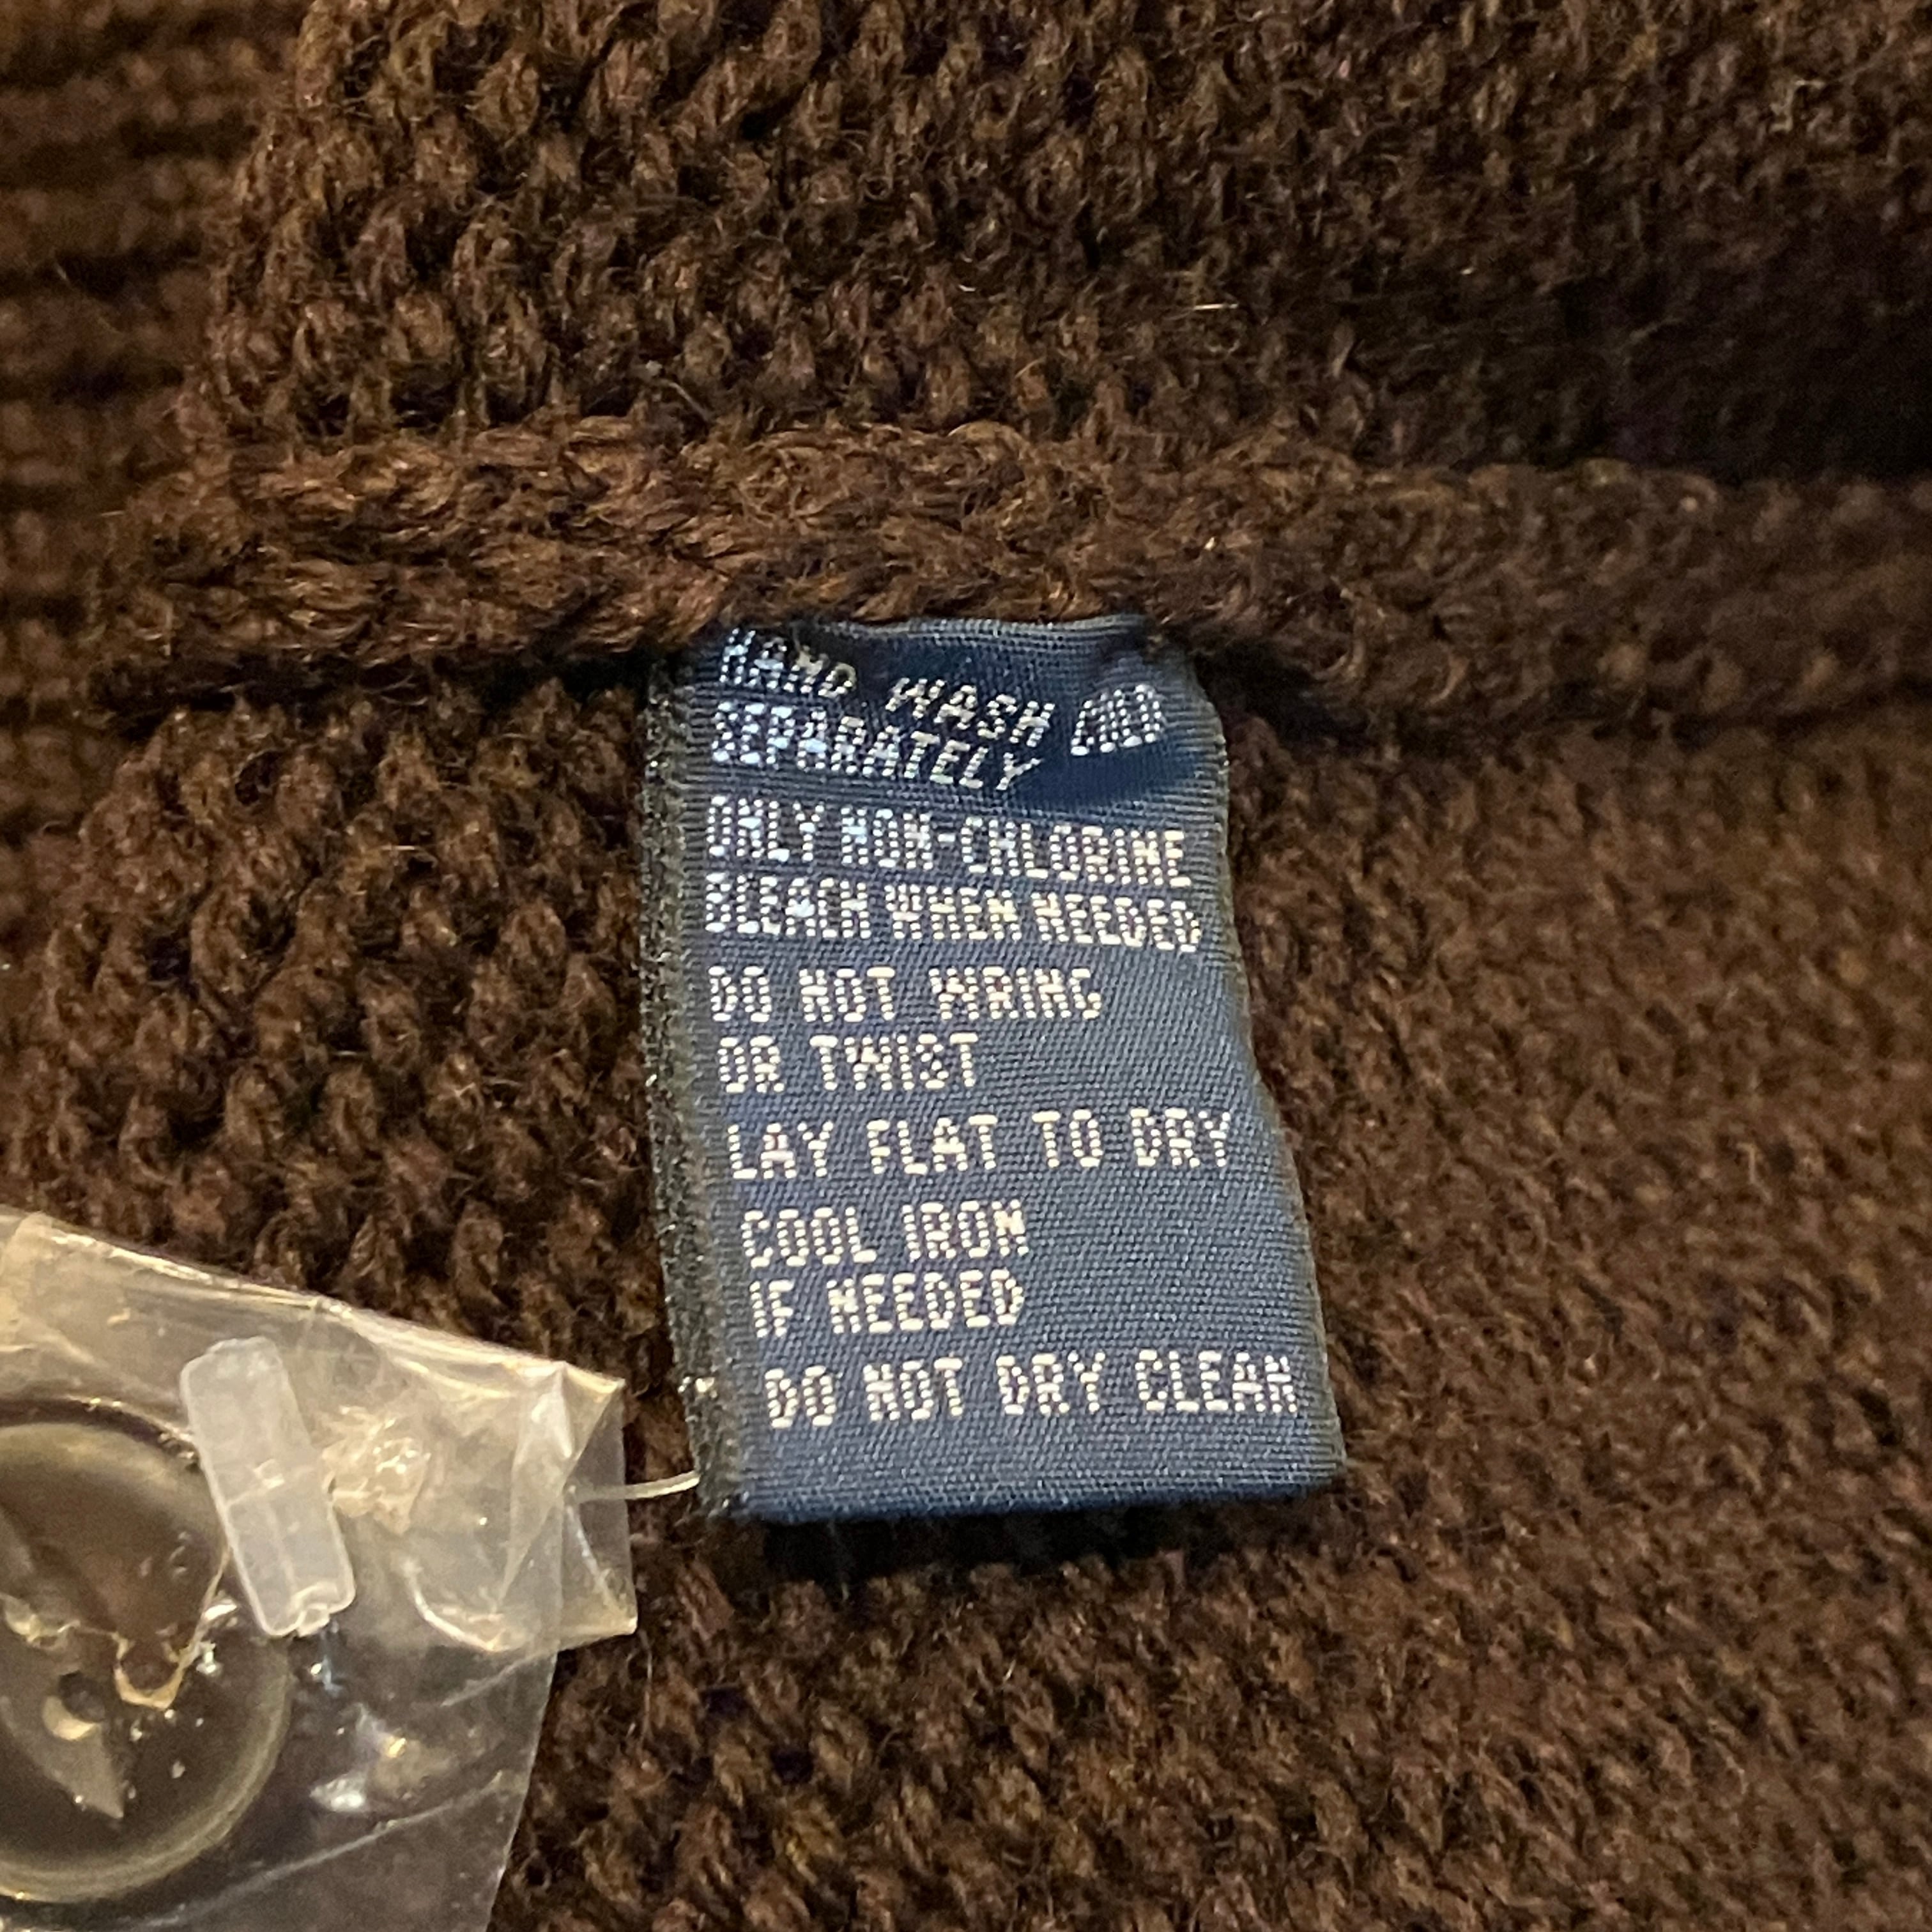 HAND WASH COLD
SEPARATELY
ONLY NON-CHLORINE
BLEACH WHEN NEEDED
DO NOT WRING
OR TWIST
LAY FLAT TO DRY
COOL IRON
IF NEEDED
DO NOT DRY CLEAN